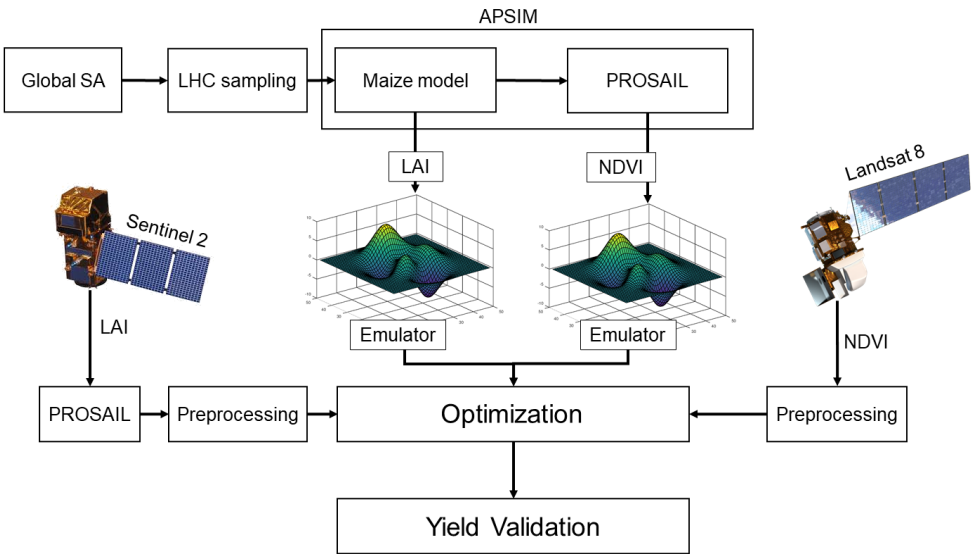 APSIM
Global SA
LHC sampling
Maize model
PROSAIL
LAI
NDVI
Sentinel 2
Landsat 8
Emulator
Emulator
LAI
NDVI
PROSAIL
Preprocessing
Optimization
Preprocessing
Yield Validation